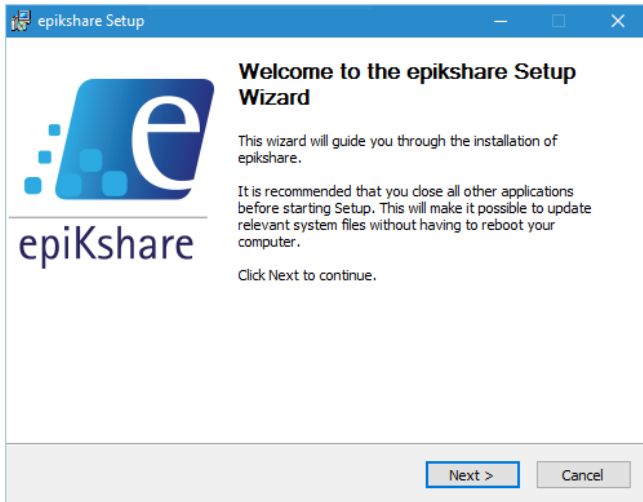 epikshare Setup
Welcome to the epikshare Setup
Wizard
This wizard will guide you through the installation of
epikshare.
It is recommended that you close all other applications
before starting Setup. This will make it possible to update
relevant system files without having to reboot your
computer.
Click Next to continue.
e
epiKshare
Next >
Cancel